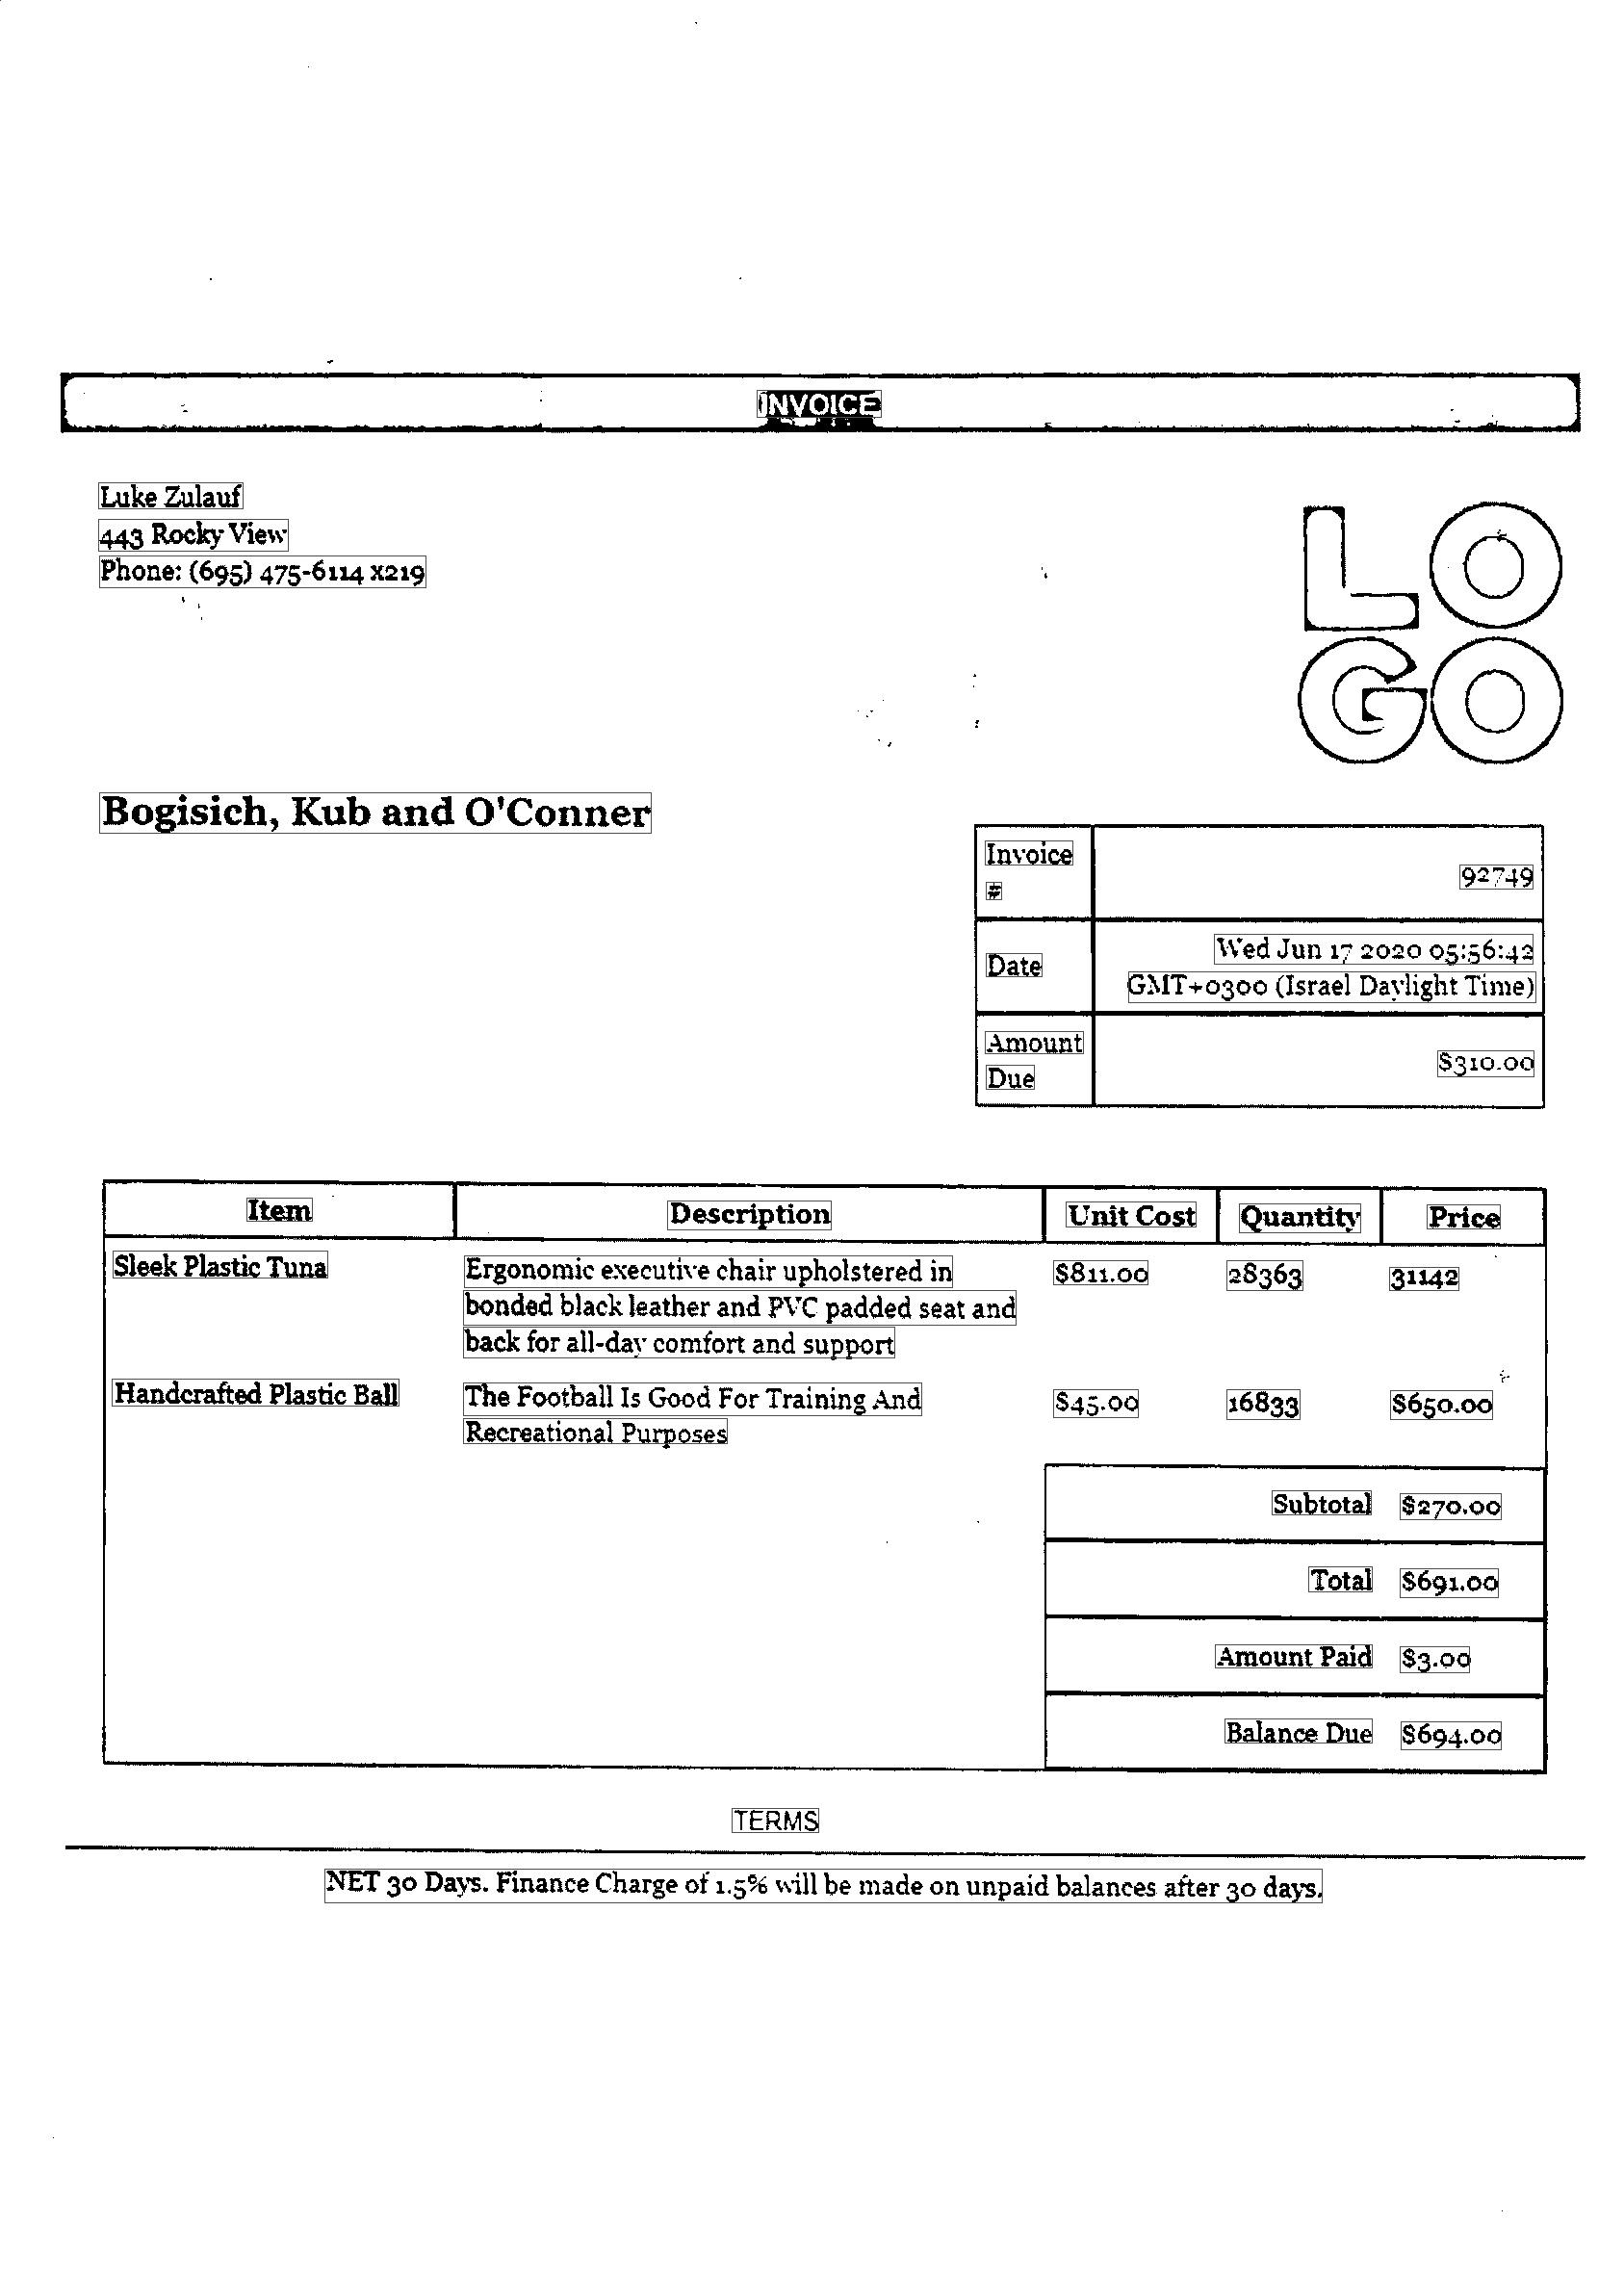 INVOICE
Luke Zulauf
443 Rocky View
Phone: (695) 475-6114 x219
LO
GO
Bogisich, Kub and O'Conner
Invoice # 92749
Date Wed Jun 17 2020 05:56:42
GMT+0300 (Israel Daylight Time)
Amount Due $310.00
Item Description Unit Cost Quantity Price
Sleek Plastic Tuna Ergonomic executive chair upholstered in $811.00 28363 31142
bonded black leather and PVC padded seat and
back for all-day comfort and support
Handcrafted Plastic Ball The Football Is Good For Training And $45.00 16833 $650.00
Recreational Purposes
Subtotal $270.00
Total $691.00
Amount Paid $3.00
Balance Due $694.00
TERMS
NET 30 Days. Finance Charge of 1.5% will be made on unpaid balances after 30 days.